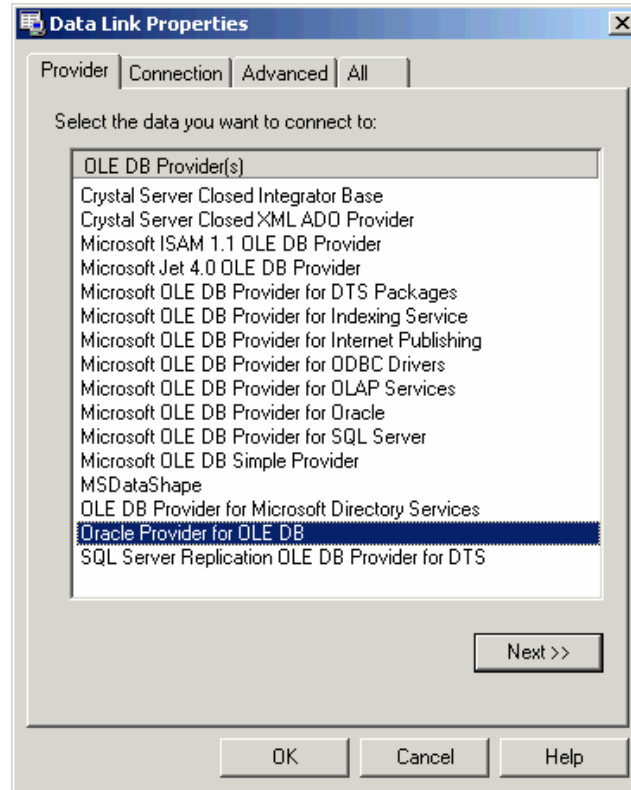 Data Link Properties
Provider Connection Advanced All
Select the data you want to connect to:
OLE DB Provider(s)
Crystal Server Closed Integrator Base
Crystal Server Closed XML ADO Provider
Microsoft ISAM 1.1 OLE DB Provider
Microsoft Jet 4.0 OLE DB Provider
Microsoft OLE DB Provider for DTS Packages
Microsoft OLE DB Provider for Indexing Service
Microsoft OLE DB Provider for Internet Publishing
Microsoft OLE DB Provider for ODBC Drivers
Microsoft OLE DB Provider for OLAP Services
Microsoft OLE DB Provider for Oracle
Microsoft OLE DB Provider for SQL Server
Microsoft OLE DB Simple Provider
MSDataShape
OLE DB Provider for Microsoft Directory Services
Oracle Provider for OLE DB
SQL Server Replication OLE DB Provider for DTS
Next >>
OK Cancel Help